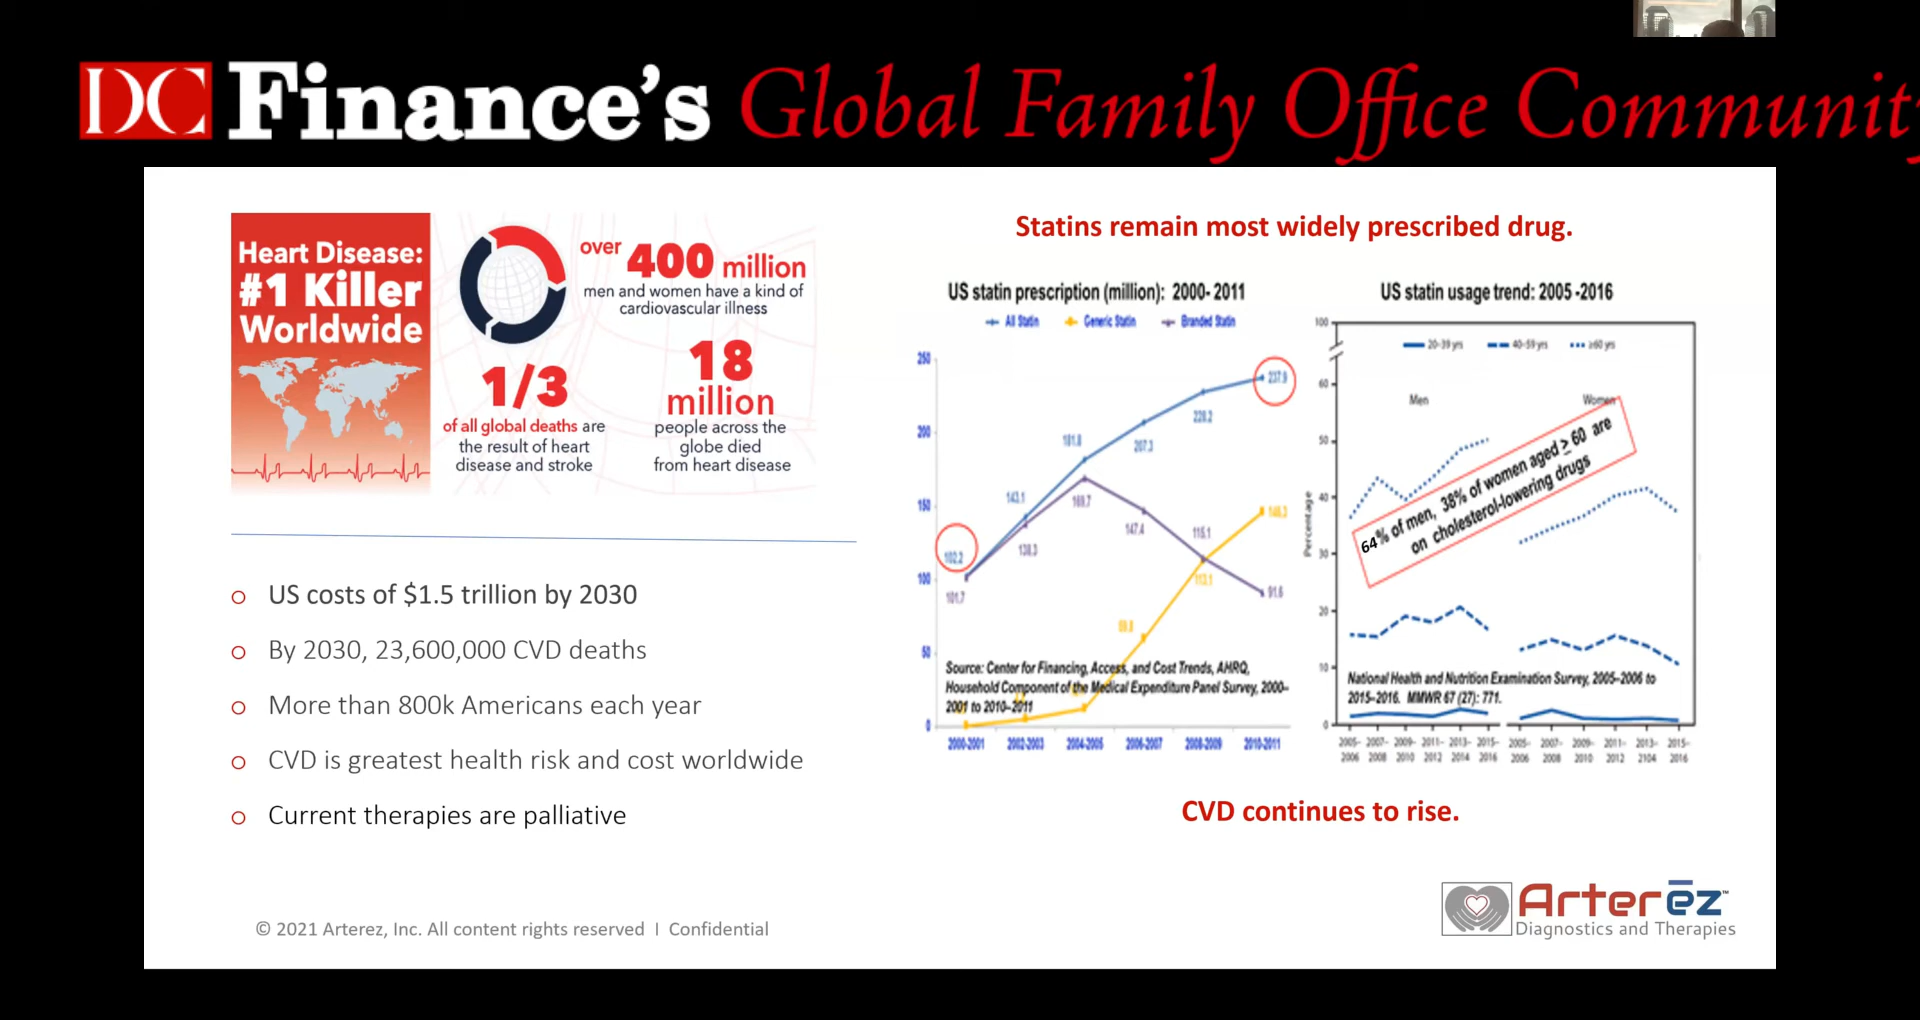 DC Finance's Global Family Office Community
Heart Disease:
#1 Killer
Worldwide
over 400 million
men and women have a kind of
cardiovascular illness
1/3
of all global deaths are
the result of heart
disease and stroke
18
million
people across the
globe died
from heart disease
US costs of $1.5 trillion by 2030
By 2030, 23,600,000 CVD deaths
More than 800k Americans each year
CVD is greatest health risk and cost worldwide
Current therapies are palliative
Statins remain most widely prescribed drug.
US statin prescription (million): 2000-2011
All Statin Generic Statin Branded Statin
250
200
150
100
50
0
102.2
143.1
181.8
207.3
228.2
237.9
101.7
138.3
169.7
147.4
115.1
91.6
59.8
113.1
146.3
Source: Center for Financing, Access, and Cost Trends, AHRQ,
Household Component of the Medical Expenditure Panel Survey, 2000-
2001 to 2010-2011
2000-2001 2002-2003 2004-2005 2006-2007 2008-2009 2010-2011
US statin usage trend: 2005 -2016
100
60
50
40
30
20
10
0
Percentage
20-39 yrs 40-59 yrs ≥60 yrs
Men Women
64% of men, 38% of women aged ≥ 60 are
on cholesterol-lowering drugs
National Health and Nutrition Examination Survey, 2005–2006 to
2015–2016. MMWR 67 (27): 771.
2005– 2007– 2009– 2011– 2013– 2015– 2005– 2007– 2009– 2011– 2013– 2015–
2006 2008 2010 2012 2014 2016 2006 2008 2010 2012 2104 2016
CVD continues to rise.
© 2021 Arterez, Inc. All content rights reserved I Confidential
Arterēz™
Diagnostics and Therapies